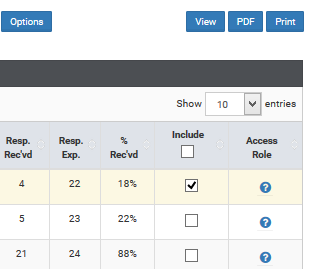 Options View PDF Print
Show 10 entries
Resp. Rec'vd Resp. Exp. % Rec'vd Include Access Role
4 22 18% ?
5 23 22% ?
21 24 88% ?